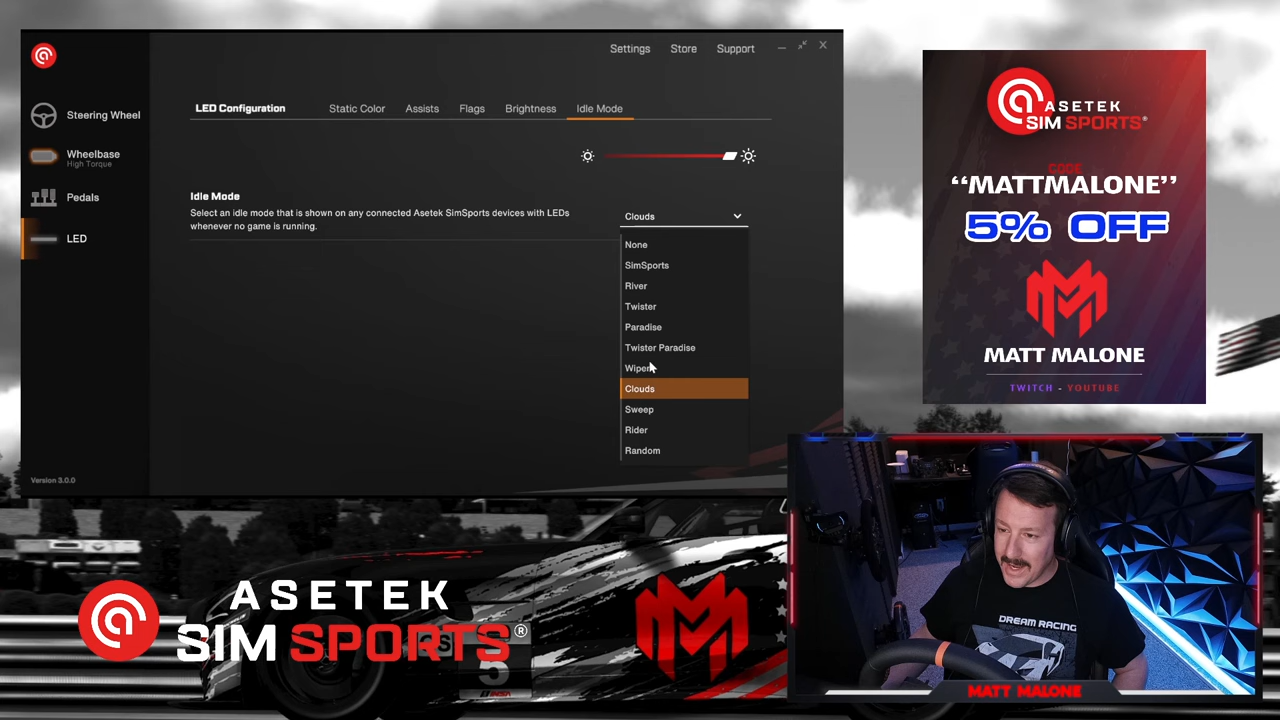 Settings Store Support
Steering Wheel
Wheelbase
High Torque
Pedals
LED
Version 3.0.0
LED Configuration Static Color Assists Flags Brightness Idle Mode
Idle Mode
Select an idle mode that is shown on any connected Asetek SimSports devices with LEDs
whenever no game is running.
Clouds
None
SimSports
River
Twister
Paradise
Twister Paradise
Wiper
Clouds
Sweep
Rider
Random
ASETEK
SIM SPORTS®
CODE
“MATTMALONE”
5% OFF
MATT MALONE
TWITCH - YOUTUBE
ASETEK
SIM SPORTS®
5
DREAM RACING
MATT MALONE